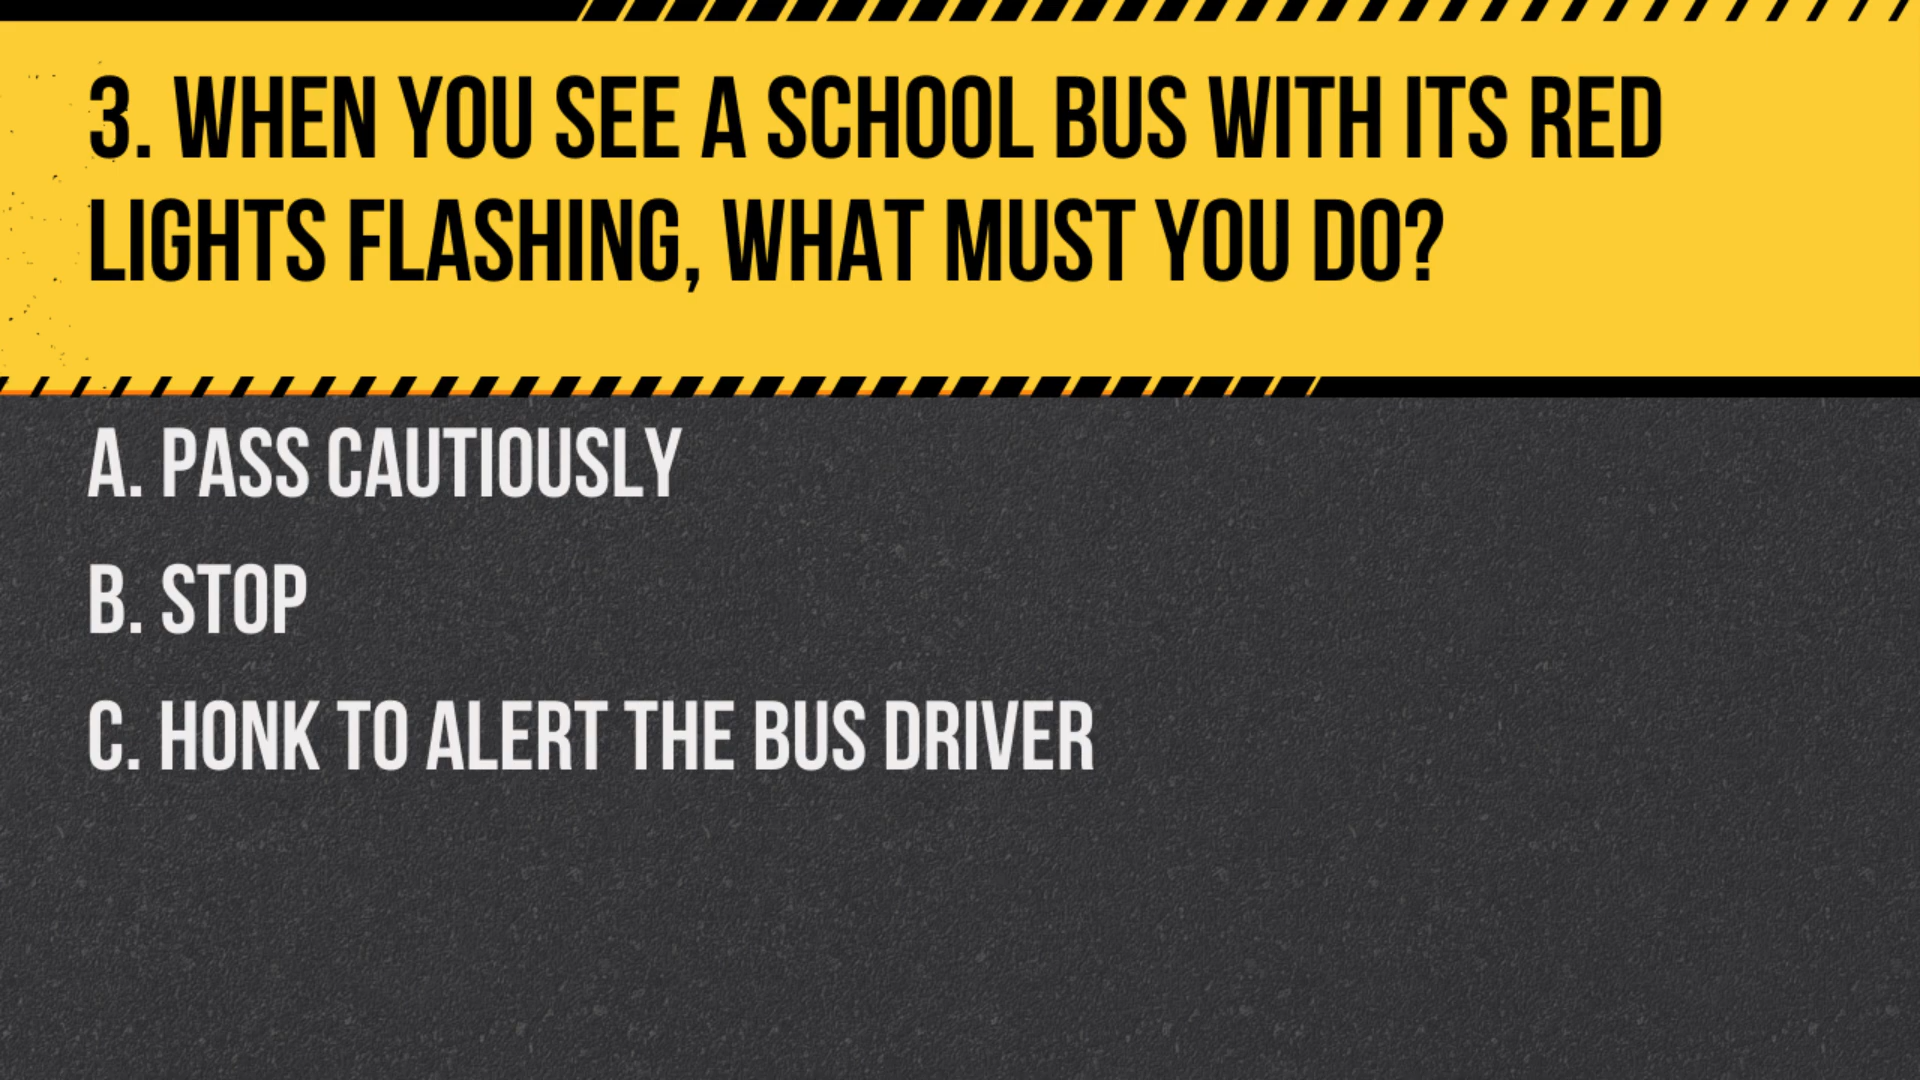 3. WHEN YOU SEE A SCHOOL BUS WITH ITS RED
LIGHTS FLASHING, WHAT MUST YOU DO?
A. PASS CAUTIOUSLY
B. STOP
C. HONK TO ALERT THE BUS DRIVER